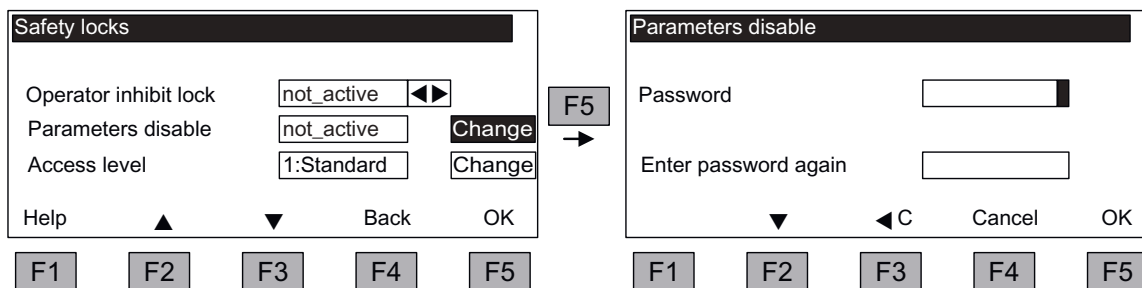 Safety locks
Operator inhibit lock not_active
Parameters disable not_active Change
Access level 1:Standard Change
Help Back OK
F1 F2 F3 F4 F5
F5
Parameters disable
Password
Enter password again
C Cancel OK
F1 F2 F3 F4 F5